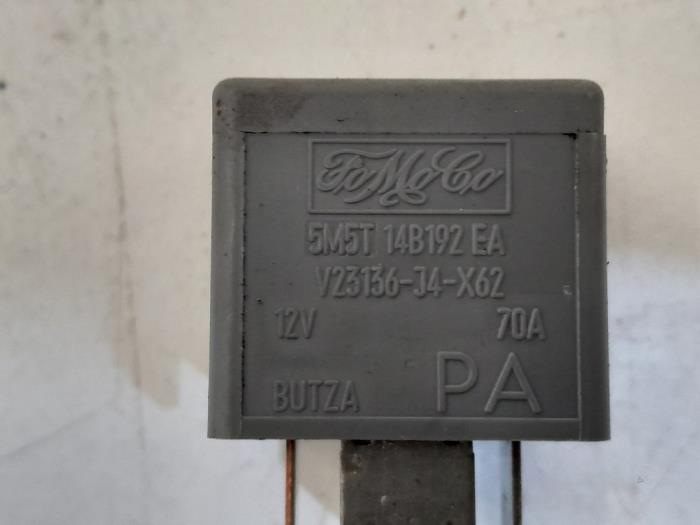 FoMoCo
5M5T 14B192 EA
V23136-J4-X62
12V 70A
BUTZA PA